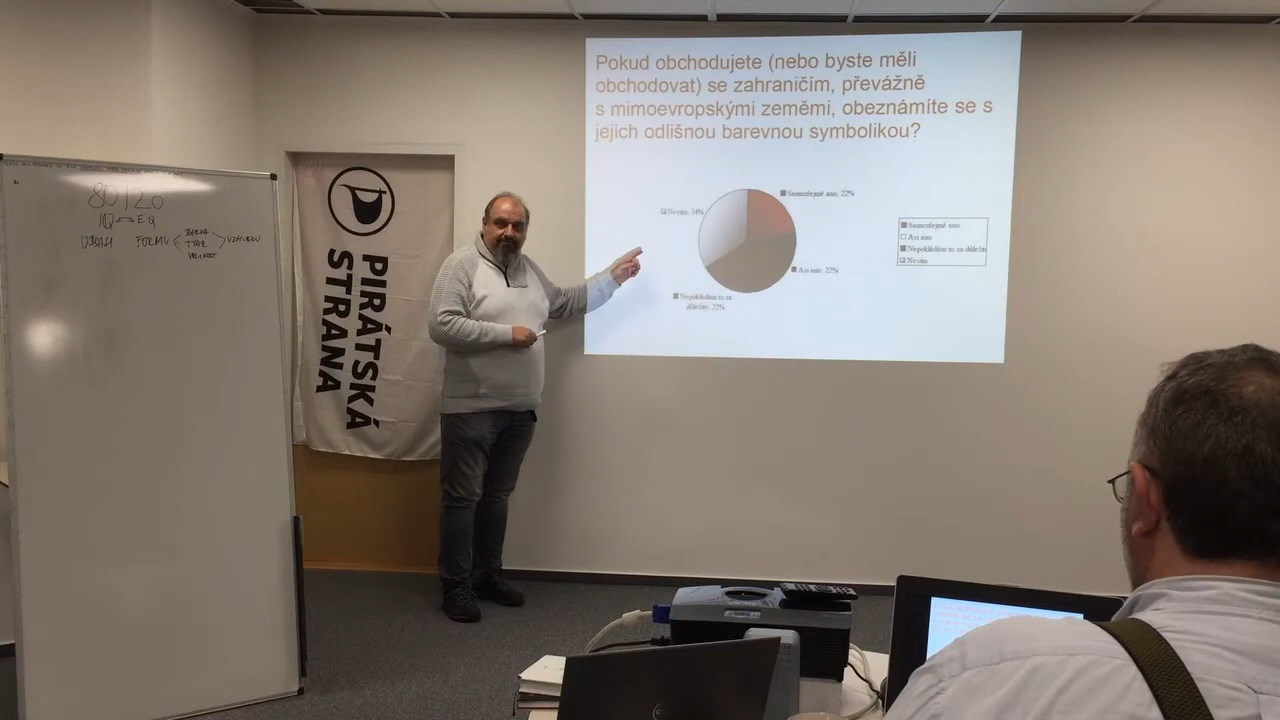 80/20
IQ ↔ EQ
OBSAH FORMU BARVA
TVAR
VELIKOST
PIRÁTSKÁ
STRANA
Pokud obchodujete (nebo byste měli
obchodovat) se zahraničím, převážně
s mimoevropskými zeměmi, obeznámíte se s
jejich odlišnou barevnou symbolikou?
Samozřejmě ano, 22%
Nevím, 34%
Asi ano, 22%
Nepokládám to za
důležité, 22%
Samozřejmě ano
Asi ano
Nepokládám to za důležité
Nevím